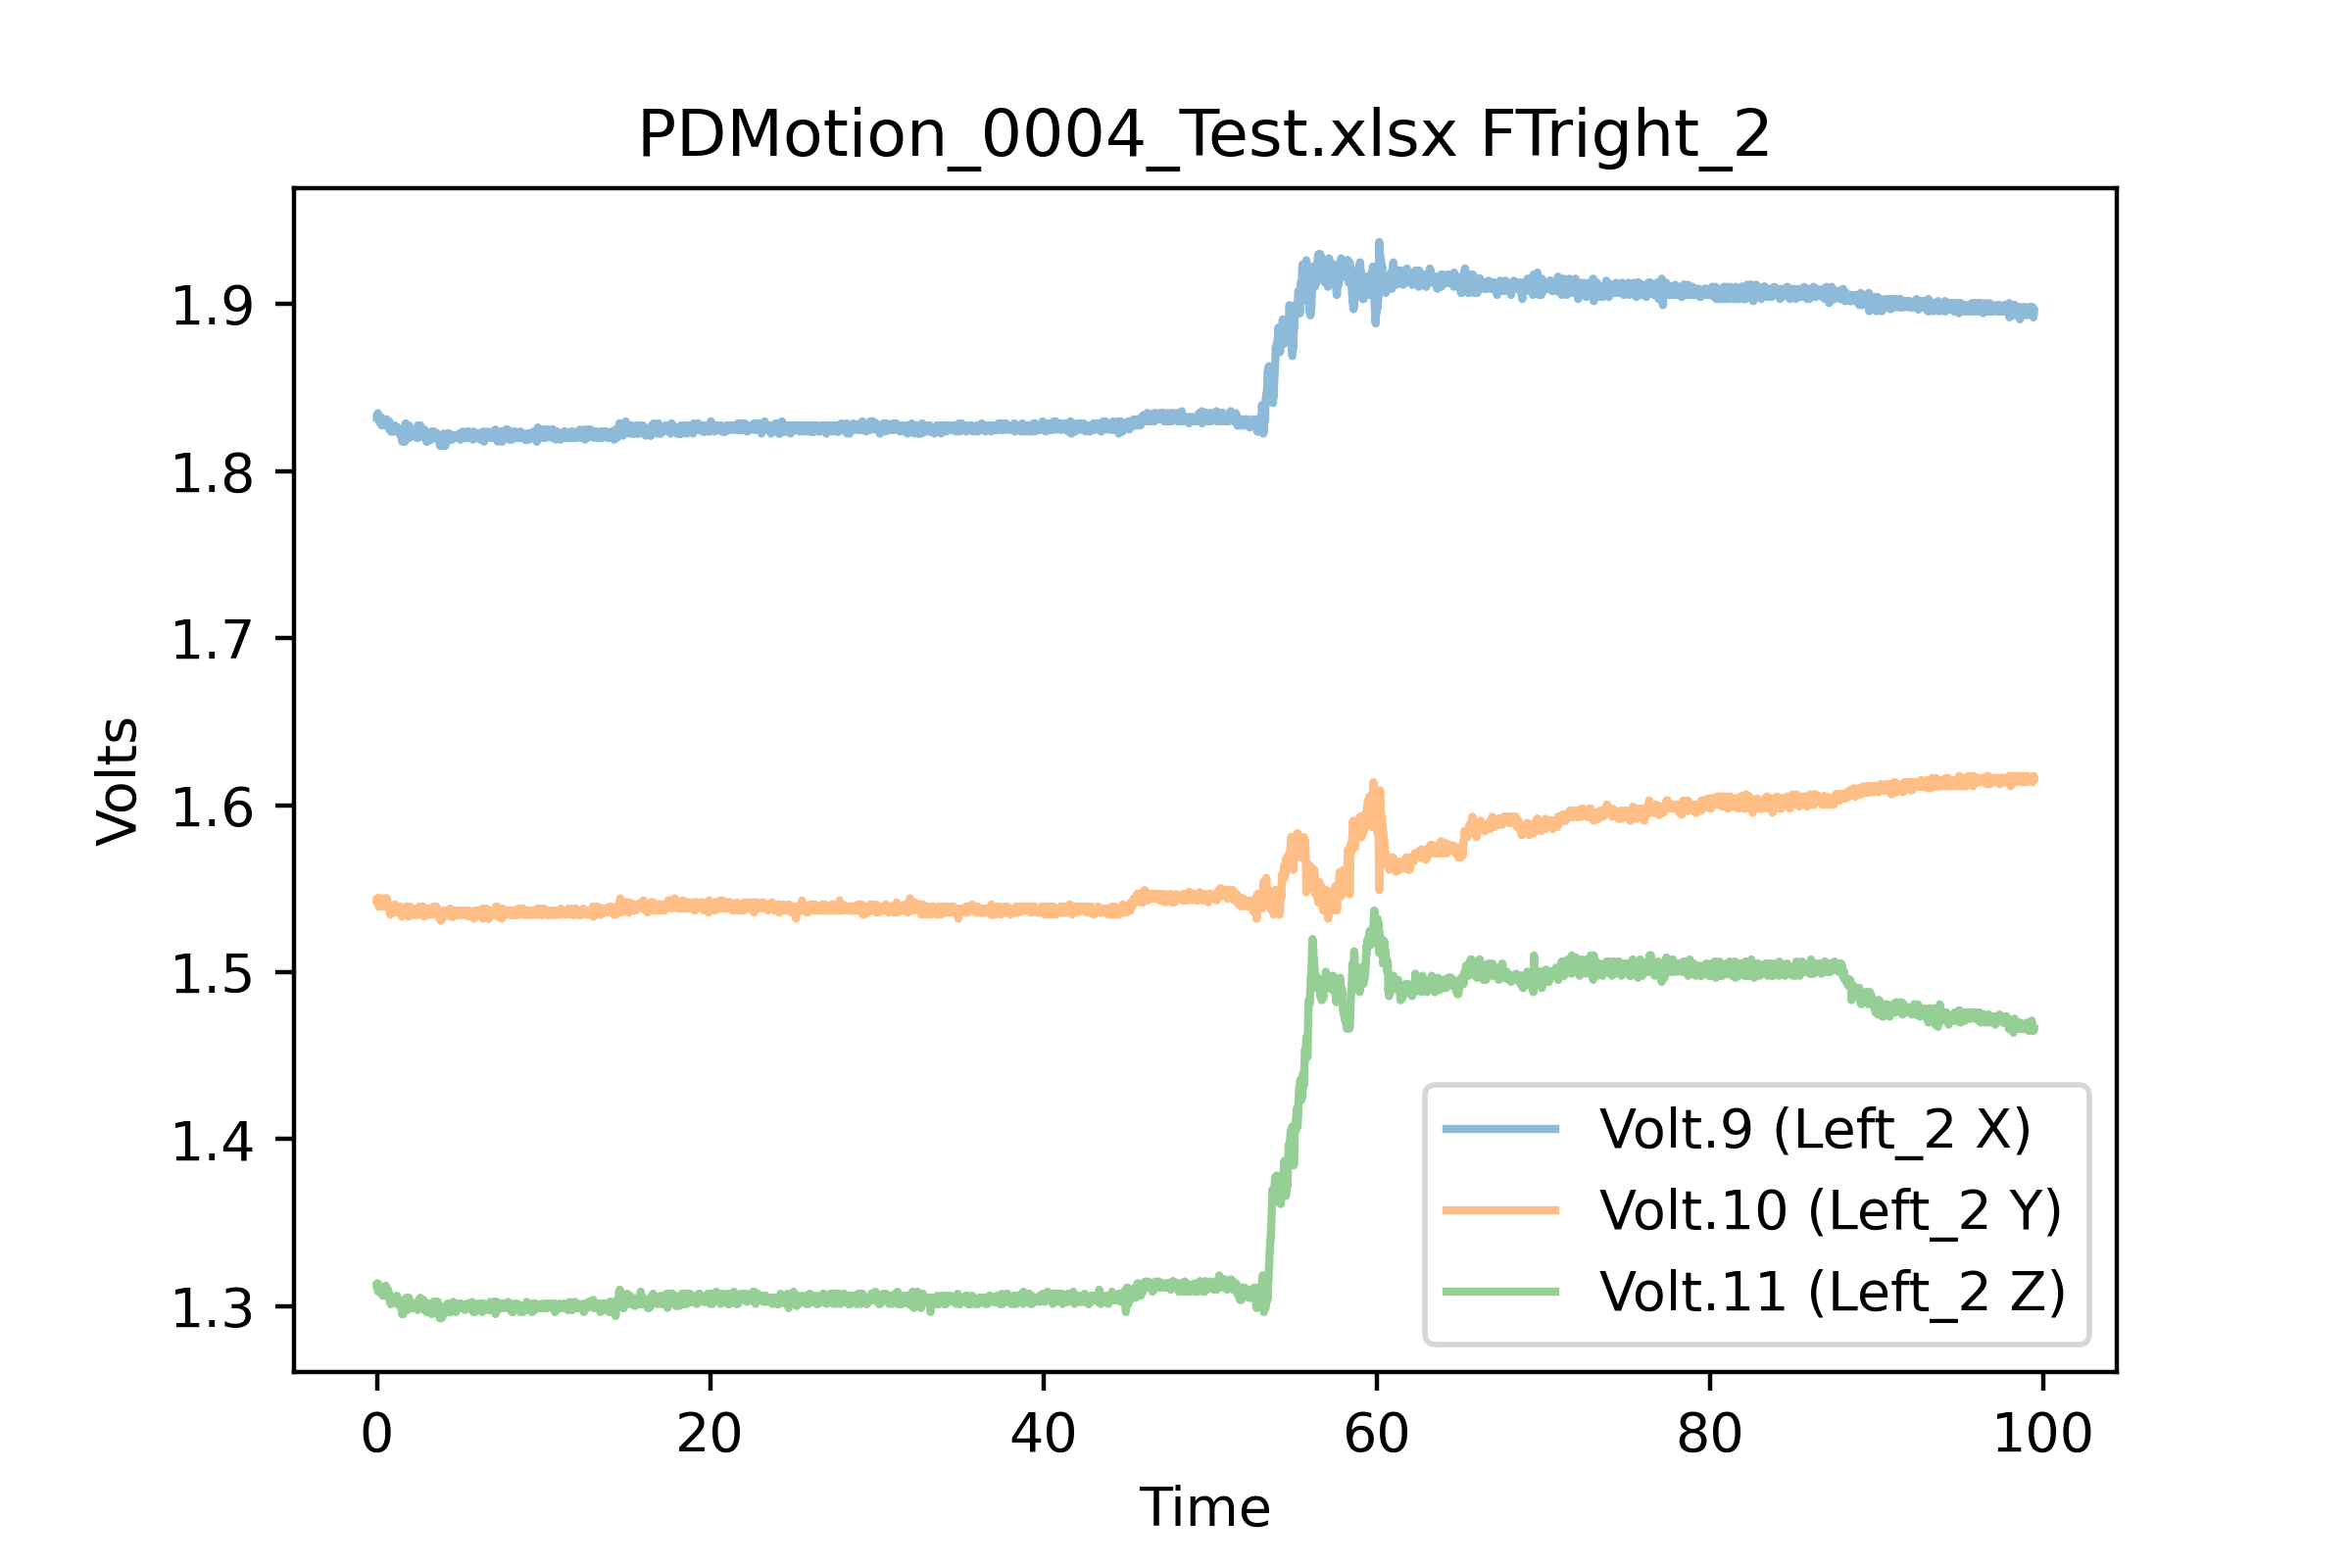 PDMotion_0004_Test.xlsx FTright_2
Volts
1.9
1.8
1.7
1.6
1.5
1.4
1.3
Volt.9 (Left_2 X)
Volt.10 (Left_2 Y)
Volt.11 (Left_2 Z)
0 20 40 60 80 100
Time